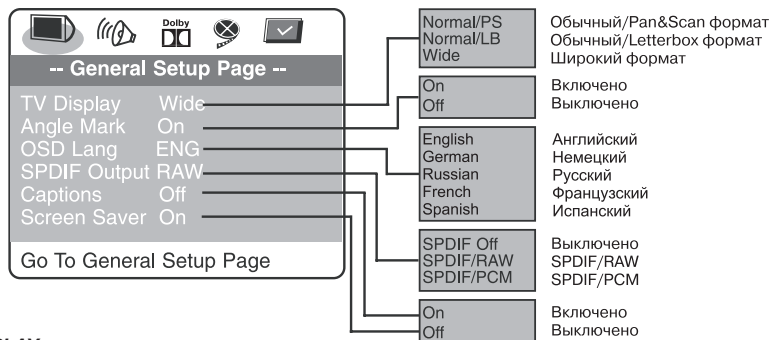 Dolby
-- General Setup Page --
TV Display Wide
Angle Mark On
OSD Lang ENG
SPDIF Output RAW
Captions Off
Screen Saver On
Go To General Setup Page
Normal/PS Обычный/Pan&Scan формат
Normal/LB Обычный/Letterbox формат
Wide Широкий формат
On Включено
Off Выключено
English Английский
German Немецкий
Russian Русский
French Французский
Spanish Испанский
SPDIF Off Выключено
SPDIF/RAW SPDIF/RAW
SPDIF/PCM SPDIF/PCM
On Включено
Off Выключено